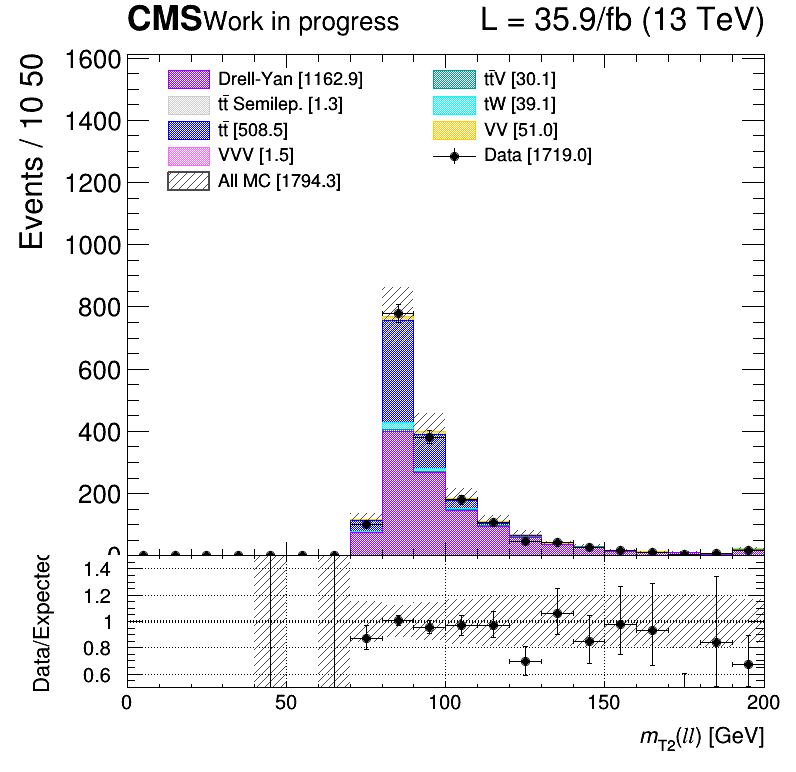 CMS Work in progress L = 35.9/fb (13 TeV)
Events / 10 50
1600
1400
1200
1000
800
600
400
200
0
Drell-Yan [1162.9]
tt̄ Semilep. [1.3]
tt̄ [508.5]
VVV [1.5]
All MC [1794.3]
tt̄V [30.1]
tW [39.1]
VV [51.0]
Data [1719.0]
Data/Expected
1.4
1.2
1
0.8
0.6
0 50 100 150 200
m_T2(ll) [GeV]